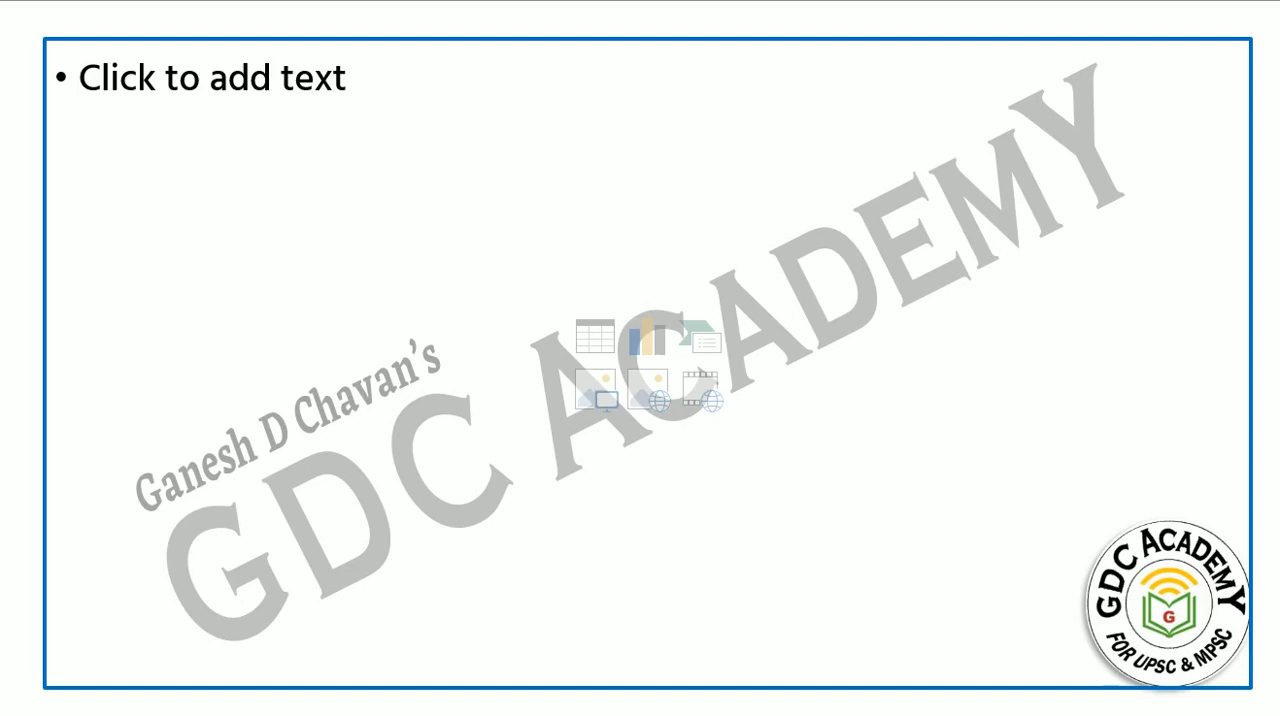 • Click to add text
Ganesh D Chavan's
GDC ACADEMY
GDC ACADEMY
G
FOR UPSC & MPSC